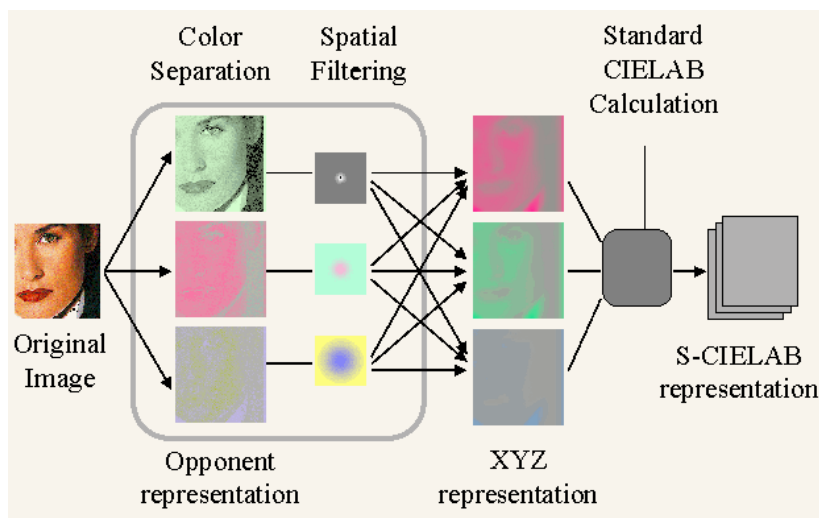 Color
Separation
Spatial
Filtering
Standard
CIELAB
Calculation
Original
Image
S-CIELAB
representation
Opponent
representation
XYZ
representation